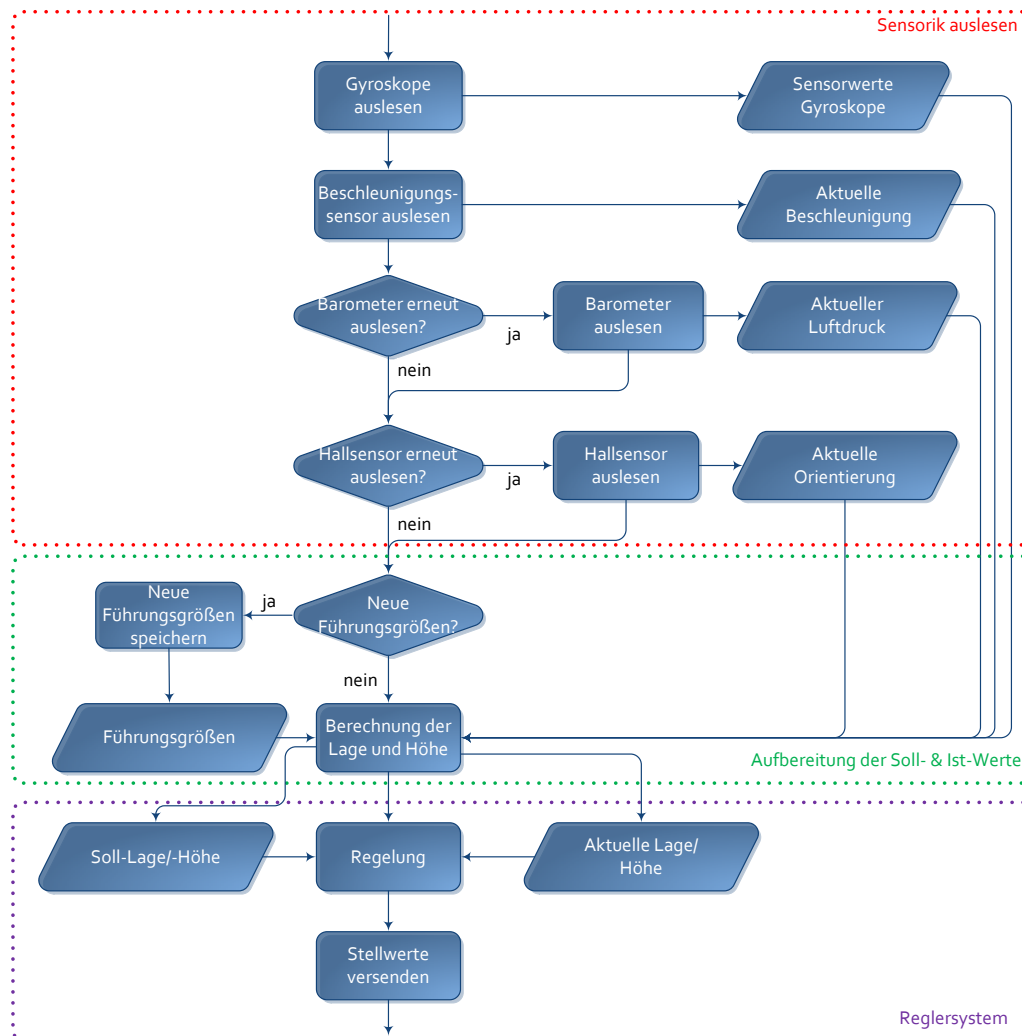 Sensorik auslesen
Gyroskope
auslesen
Sensorwerte
Gyroskope
Beschleunigungs-
sensor auslesen
Aktuelle
Beschleunigung
Barometer erneut
auslesen?
ja
Barometer
auslesen
Aktueller
Luftdruck
nein
Hallsensor erneut
auslesen?
ja
Hallsensor
auslesen
Aktuelle
Orientierung
nein
Neue
Führungsgrößen
speichern
ja
Neue
Führungsgrößen?
nein
Führungsgrößen
Berechnung der
Lage und Höhe
Aufbereitung der Soll- & Ist-Werte
Soll-Lage/-Höhe
Regelung
Aktuelle Lage/
Höhe
Stellwerte
versenden
Reglersystem